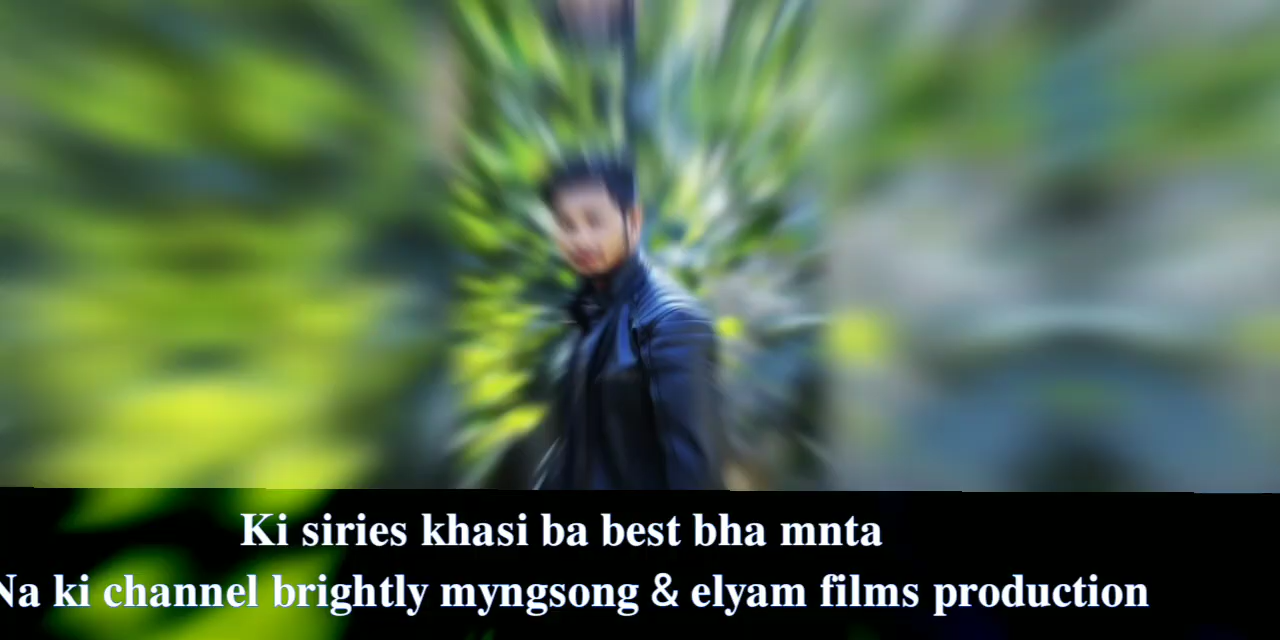 Ki siries khasi ba best bha mnta
Na ki channel brightly myngsong & elyam films production